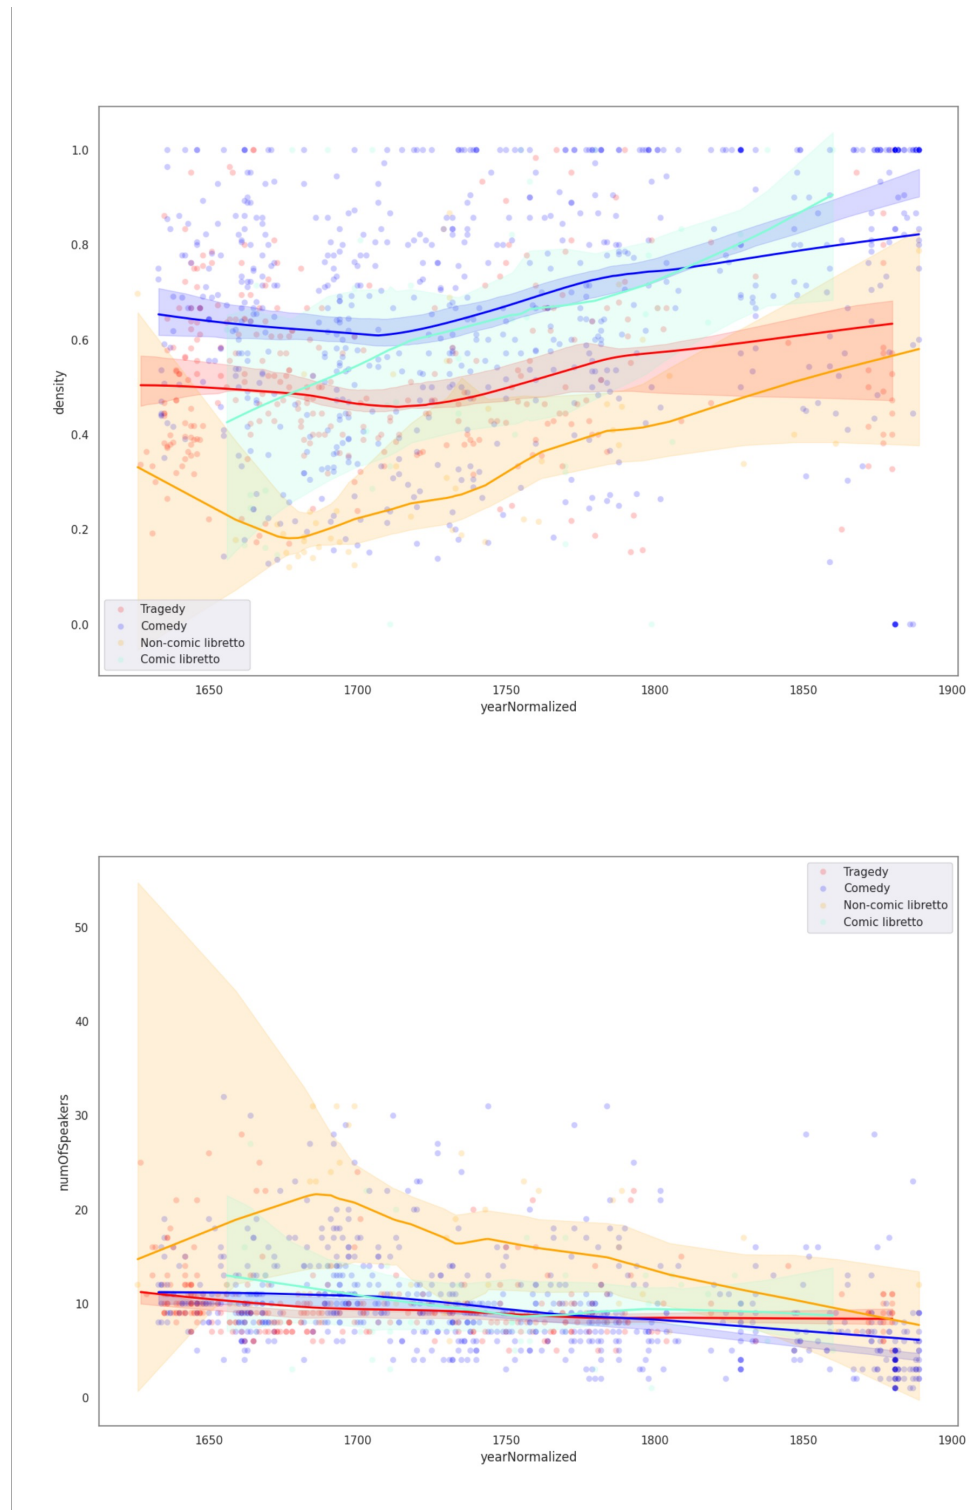 1.0
0.8
0.6
density
0.4
0.2
0.0
Tragedy
Comedy
Non-comic libretto
Comic libretto
1650 1700 1750 1800 1850 1900
yearNormalized
Tragedy
Comedy
Non-comic libretto
Comic libretto
50
40
30
numOfSpeakers
20
10
0
1650 1700 1750 1800 1850 1900
yearNormalized